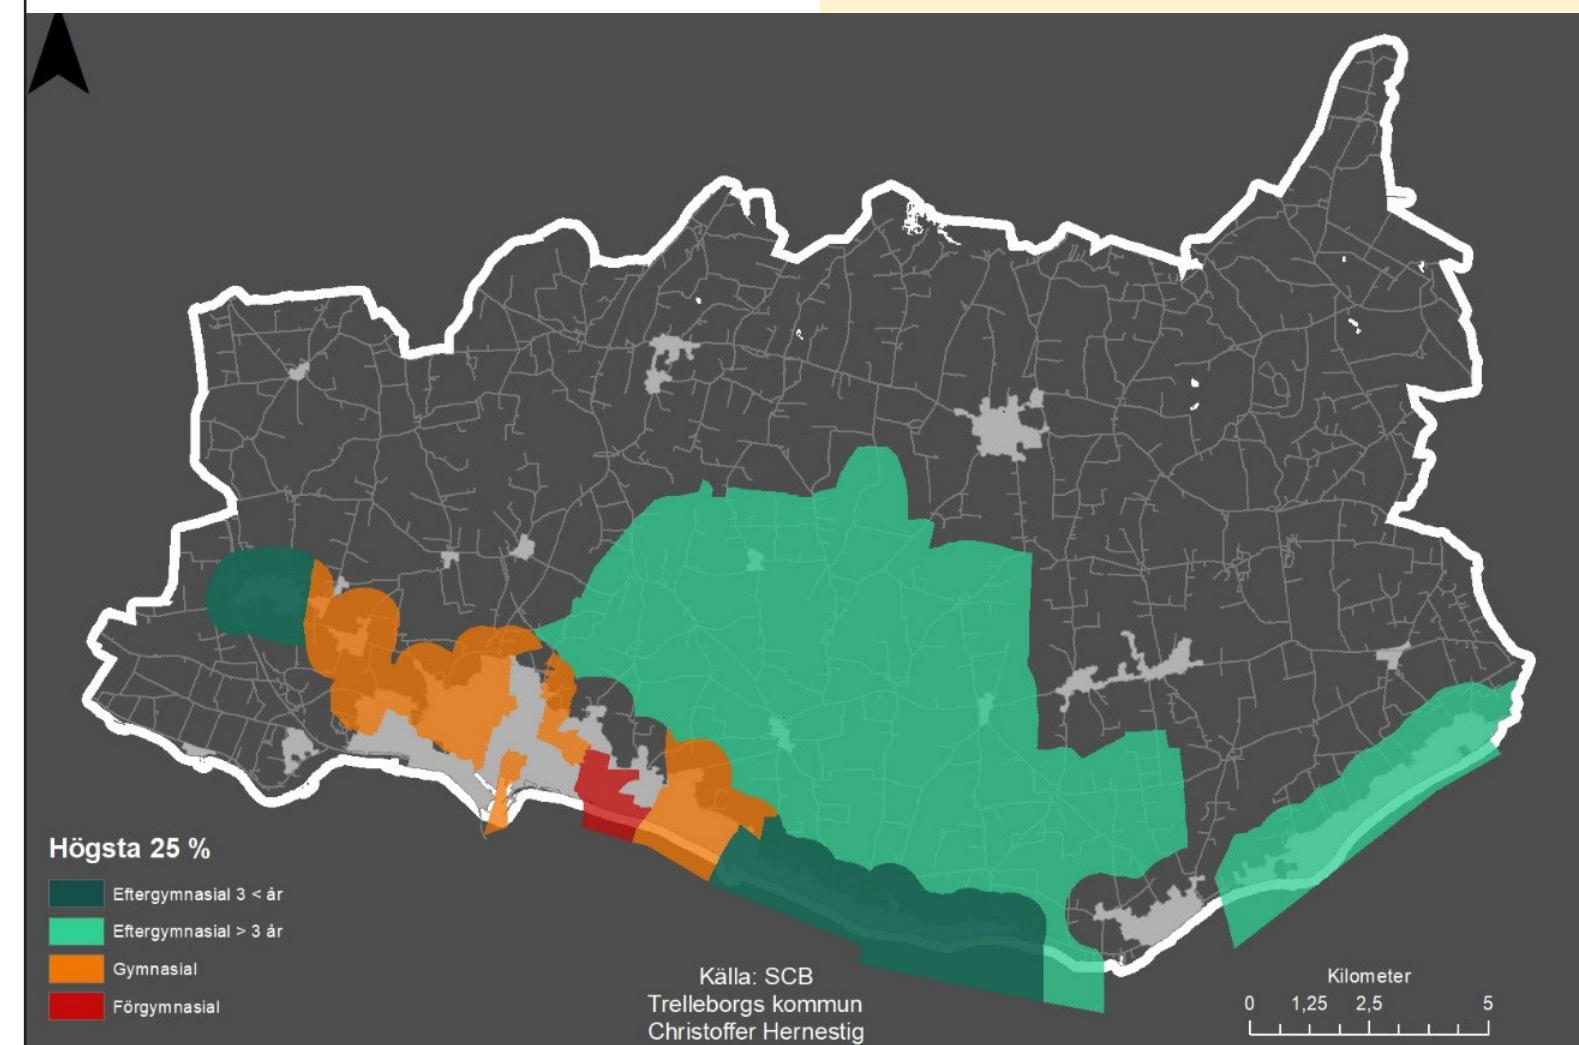 Högsta 25 %
Eftergymnasial 3 < år
Eftergymnasial > 3 år
Gymnasial
Förgymnasial
Källa: SCB
Trelleborgs kommun
Christoffer Hernestig
Kilometer
0 1,25 2,5 5